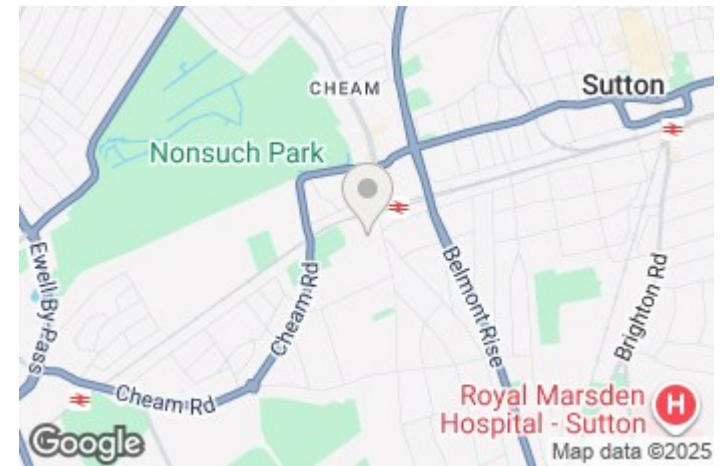 CHEAM
Sutton
Nonsuch Park
Ewell By-Pass
Cheam Rd
Belmont Rise
Brighton Rd
Cheam Rd
Royal Marsden
Hospital - Sutton
H
Google
Map data ©2025